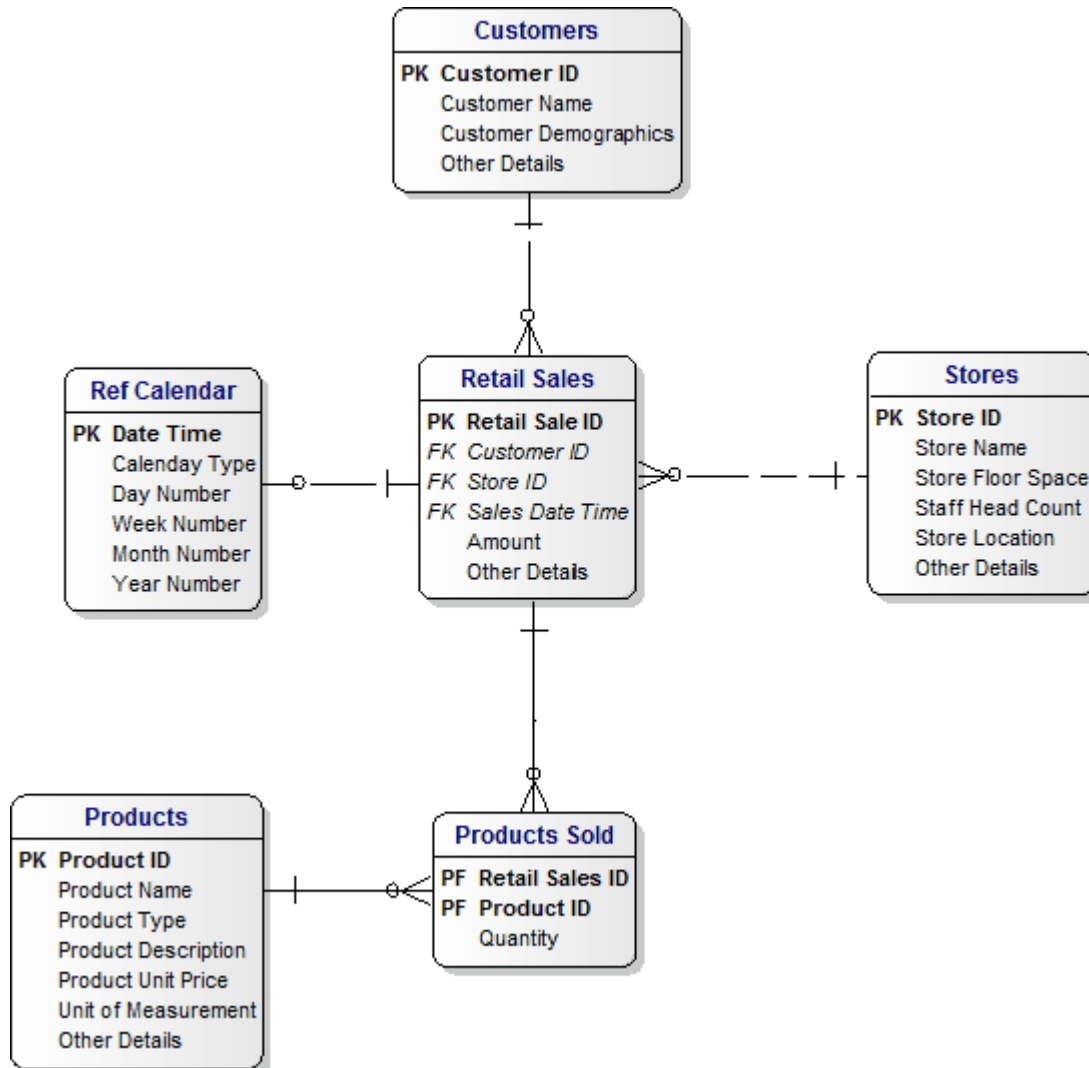 Customers
PK Customer ID
Customer Name
Customer Demographics
Other Details
Ref Calendar
PK Date Time
Calenday Type
Day Number
Week Number
Month Number
Year Number
Retail Sales
PK Retail Sale ID
FK Customer ID
FK Store ID
FK Sales Date Time
Amount
Other Details
Stores
PK Store ID
Store Name
Store Floor Space
Staff Head Count
Store Location
Other Details
Products
PK Product ID
Product Name
Product Type
Product Description
Product Unit Price
Unit of Measurement
Other Details
Products Sold
PF Retail Sales ID
PF Product ID
Quantity